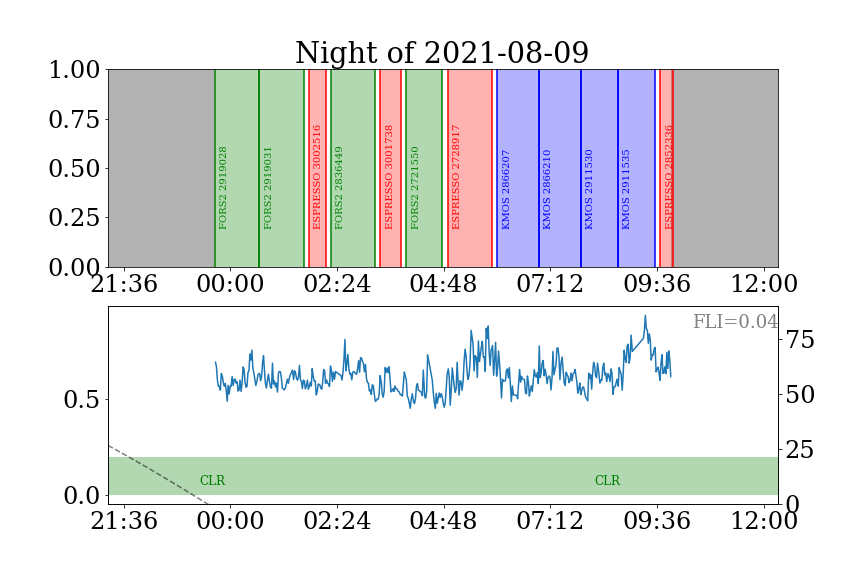 Night of 2021-08-09
1.00
0.75
0.50
0.25
0.00
FORS2 2919028
FORS2 2919031
ESPRESSO 3002516
FORS2 2836449
ESPRESSO 3001738
FORS2 2721550
ESPRESSO 2728917
KMOS 2866207
KMOS 2866210
KMOS 2911530
KMOS 2911535
ESPRESSO 2852336
21:36 00:00 02:24 04:48 07:12 09:36 12:00
FLI=0.04
0.5
0.0
75
50
25
0
CLR CLR
21:36 00:00 02:24 04:48 07:12 09:36 12:00